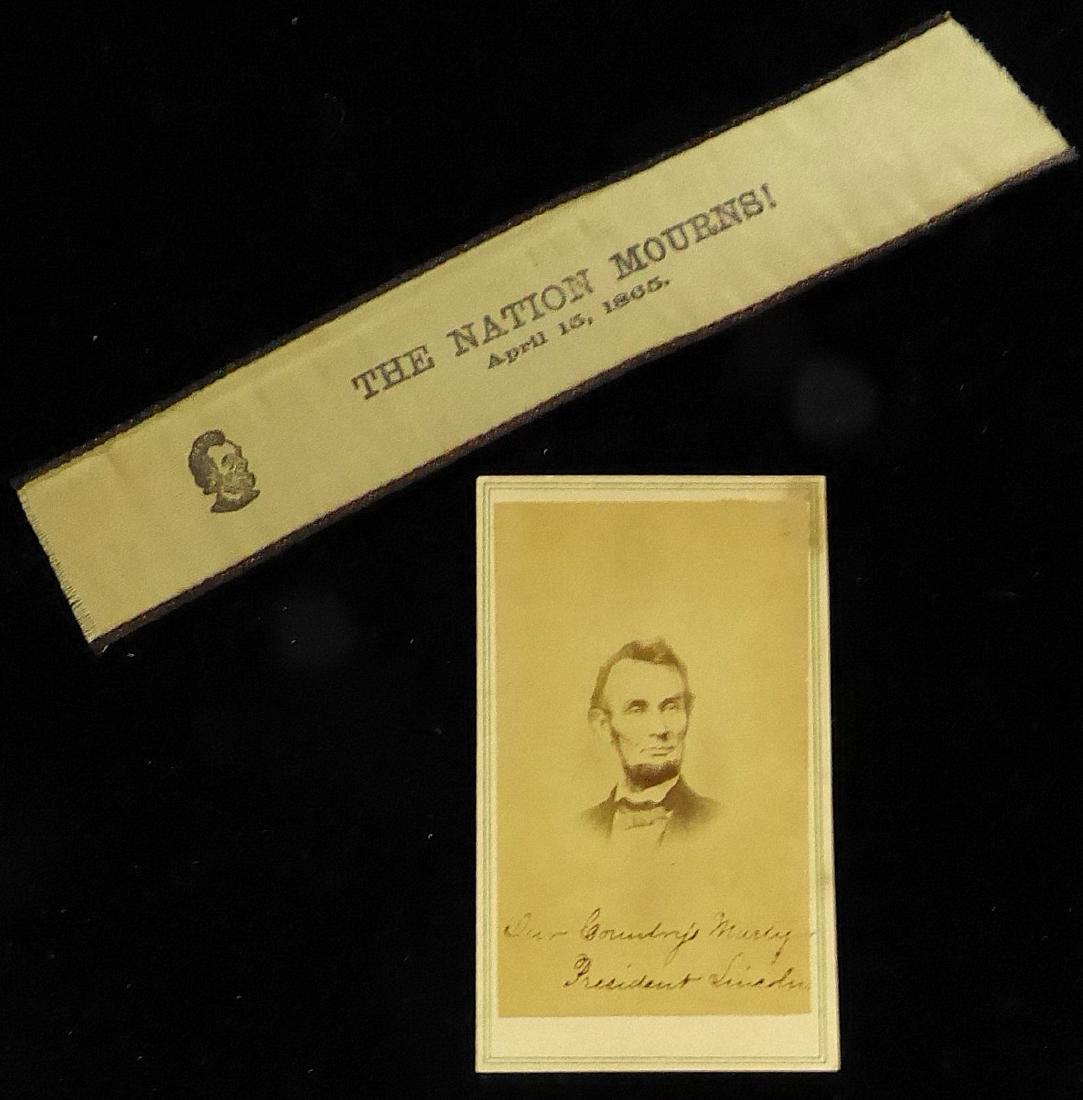 THE NATION MOURNS!
April 15, 1865.
Our Country's Martyr
President Lincoln